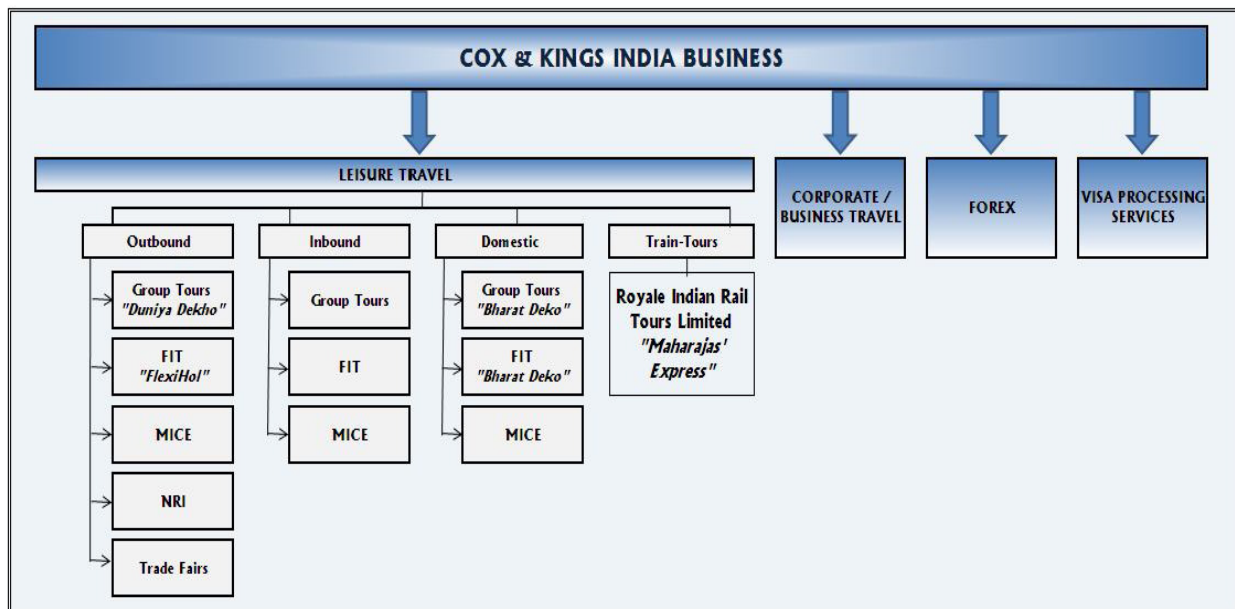 COX & KINGS INDIA BUSINESS
LEISURE TRAVEL
CORPORATE /
BUSINESS TRAVEL
FOREX
VISA PROCESSING
SERVICES
Outbound
Inbound
Domestic
Train-Tours
Group Tours
"Duniya Dekho"
FIT
"FlexiHol"
MICE
NRI
Trade Fairs
Group Tours
FIT
MICE
Group Tours
"Bharat Deko"
FIT
"Bharat Deko"
MICE
Royale Indian Rail
Tours Limited
"Maharajas'
Express"